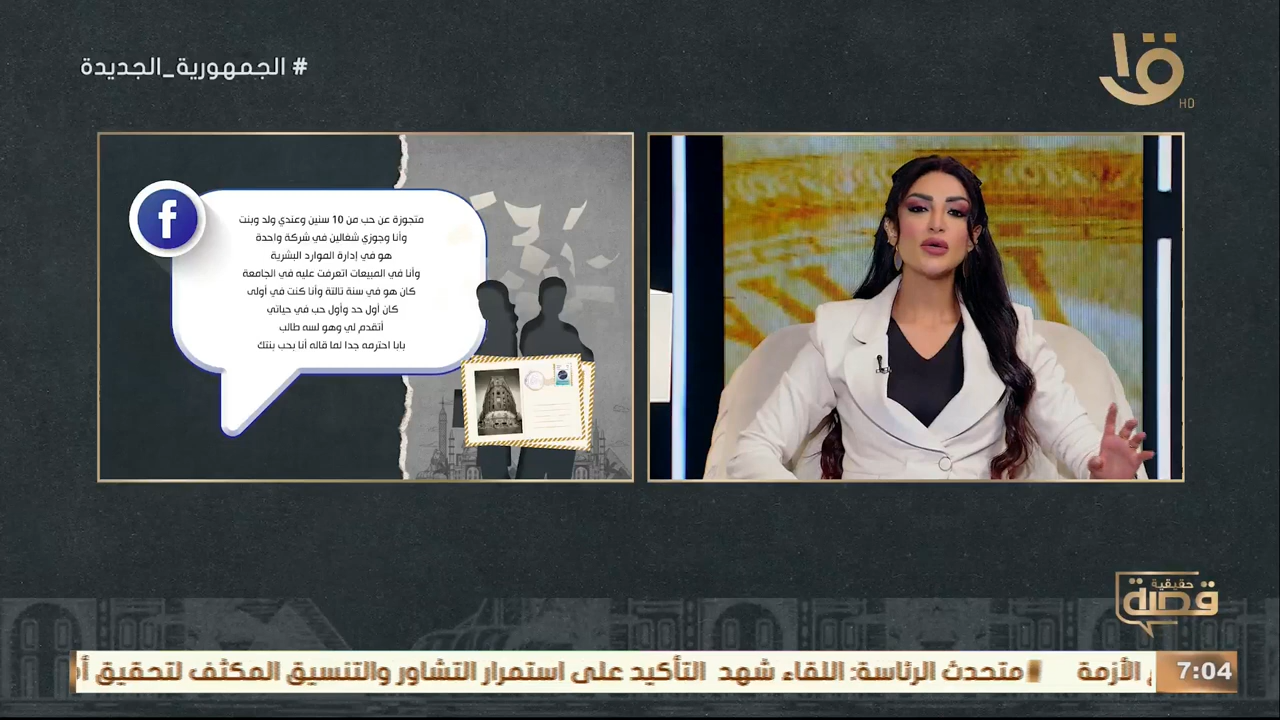 # الجمهورية_الجديدة
HD
f
متجوزة عن حب من 10 سنين وعندي ولد وبنت
وأنا وجوزي شغالين في شركة واحدة
هو في إدارة الموارد البشرية
وأنا في المبيعات اتعرفت عليه في الجامعة
كان هو في سنة تالتة وأنا كنت في أولى
كان أول حد وأول حب في حياتي
أتقدم لي وهو لسه طالب
بابا احترمه جدا لما قاله أنا بحب بنتك
قصة حقيقية
الأزمة متحدث الرئاسة: اللقاء شهد التأكيد على استمرار التشاور والتنسيق المكثف لتحقيق
7:04